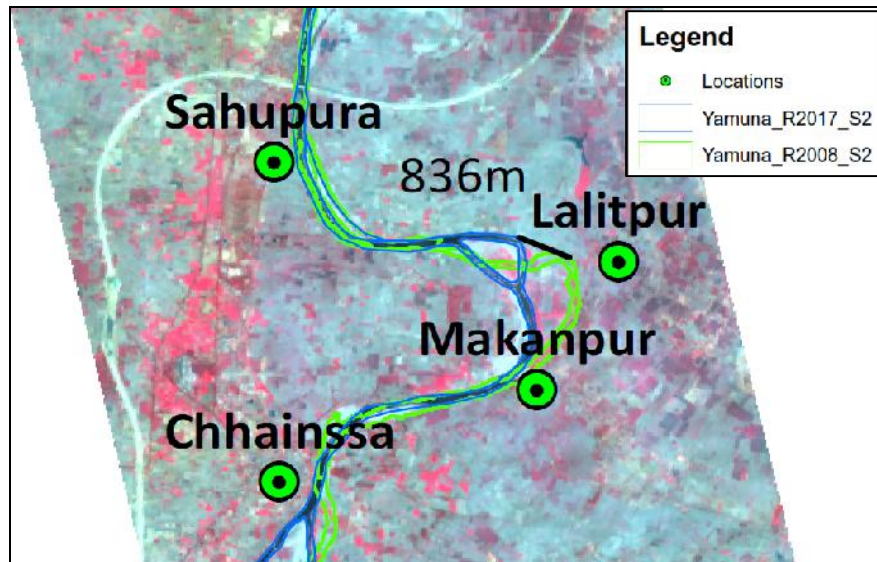 Legend
Locations
Yamuna_R2017_S2
Yamuna_R2008_S2
Sahupura
836m
Lalitpur
Makanpur
Chhainssa